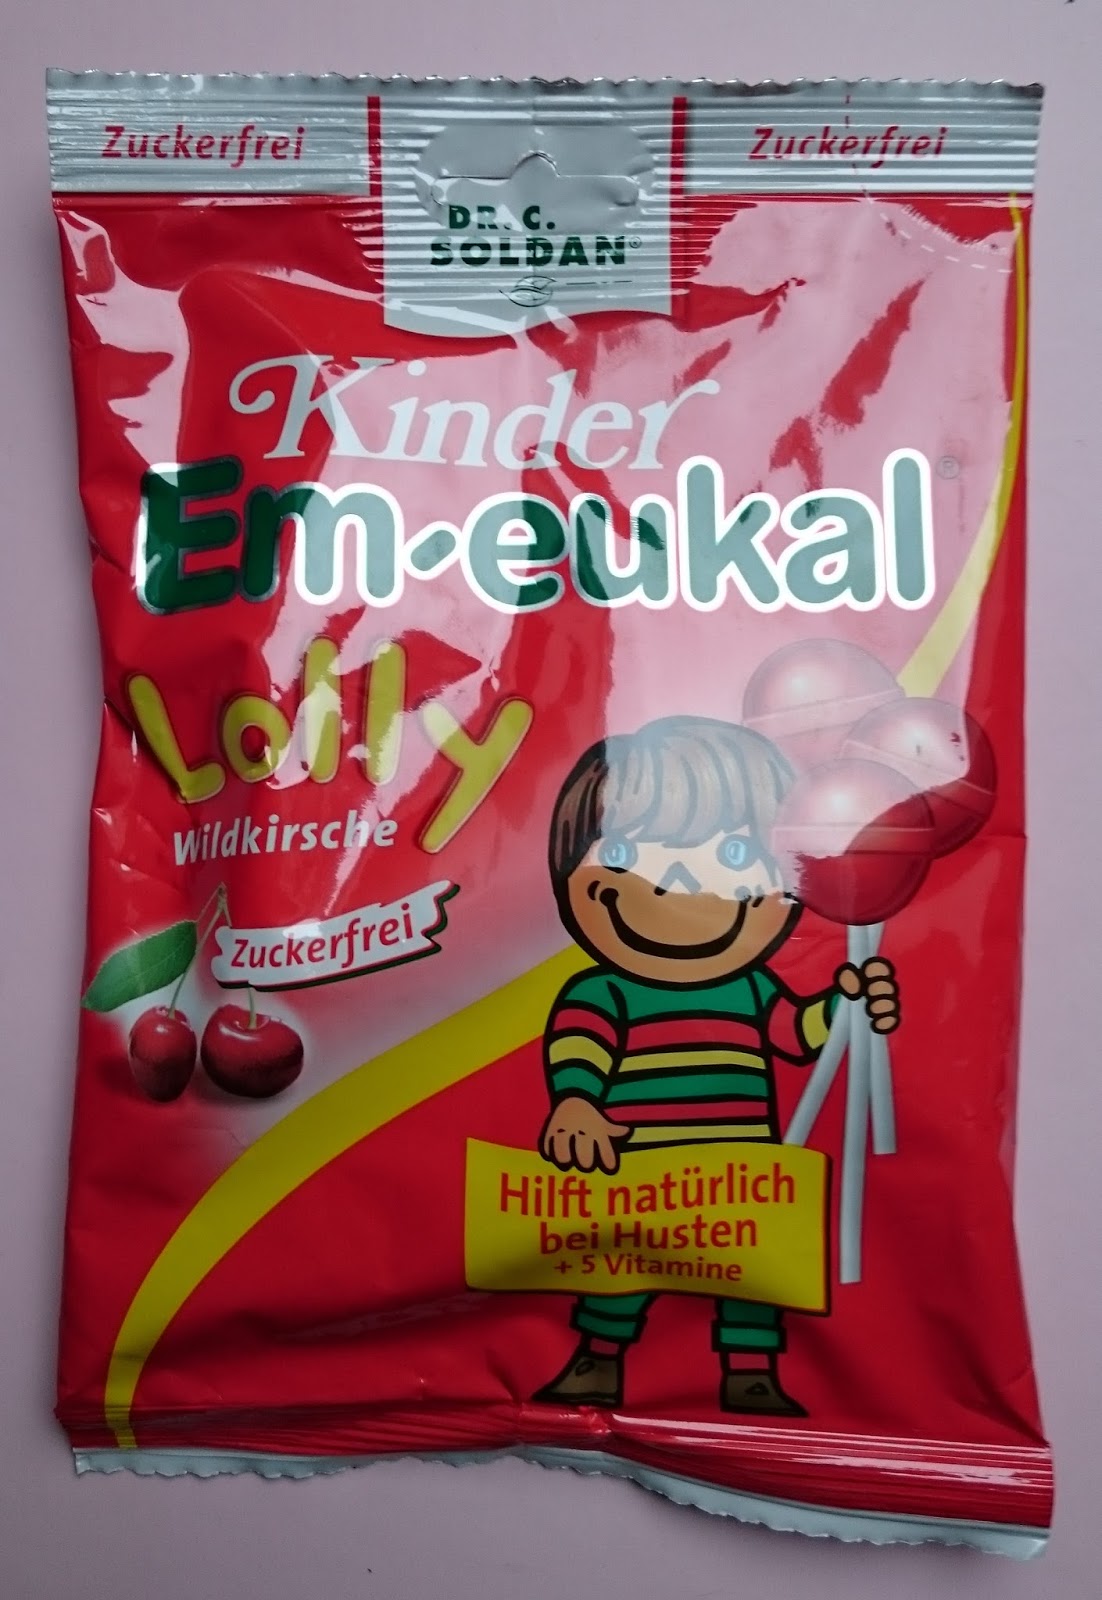 Zuckerfrei
Zuckerfrei
DR. C.
SOLDAN®
Kinder
Em·eukal®
Lolly
Wildkirsche
Zuckerfrei
Hilft natürlich
bei Husten
+ 5 Vitamine